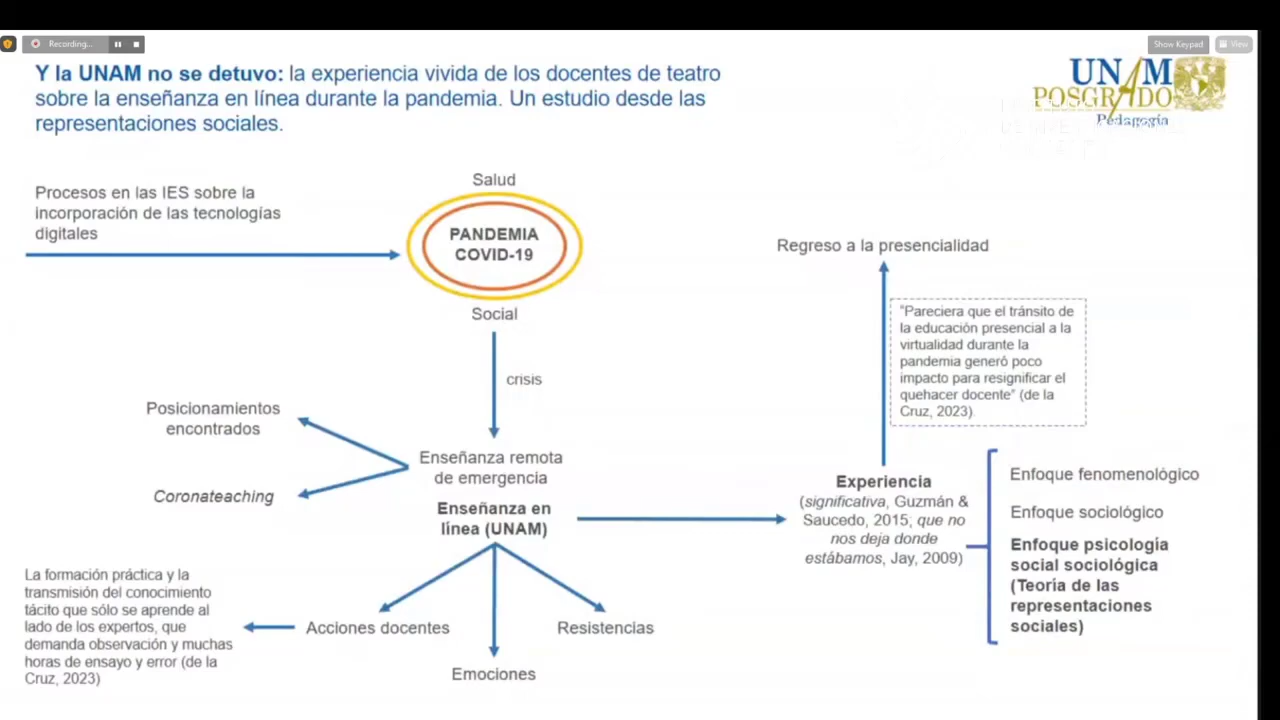 Recording...
Show Keypad
View
Y la UNAM no se detuvo: la experiencia vivida de los docentes de teatro
sobre la enseñanza en línea durante la pandemia. Un estudio desde las
representaciones sociales.
UNAM
POSGRADO
Pedagogía
Procesos en las IES sobre la
incorporación de las tecnologías
digitales
Salud
PANDEMIA
COVID-19
Social
crisis
Regreso a la presencialidad
"Pareciera que el tránsito de
la educación presencial a la
virtualidad durante la
pandemia generó poco
impacto para resignificar el
quehacer docente" (de la
Cruz, 2023).
Posicionamientos
encontrados
Coronateaching
Enseñanza remota
de emergencia
Enseñanza en
línea (UNAM)
Experiencia
(significativa, Guzmán &
Saucedo, 2015; que no
nos deja donde
estábamos, Jay, 2009)
Enfoque fenomenológico
Enfoque sociológico
Enfoque psicología
social sociológica
(Teoría de las
representaciones
sociales)
La formación práctica y la
transmisión del conocimiento
tácito que sólo se aprende al
lado de los expertos, que
demanda observación y muchas
horas de ensayo y error (de la
Cruz, 2023)
Acciones docentes
Emociones
Resistencias